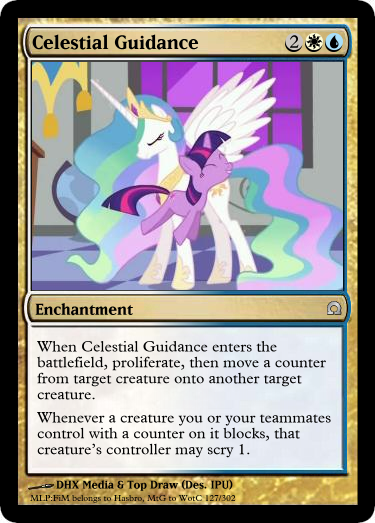 Celestial Guidance 2
Enchantment
When Celestial Guidance enters the
battlefield, proliferate, then move a counter
from target creature onto another target
creature.
Whenever a creature you or your teammates
control with a counter on it blocks, that
creature's controller may scry 1.
DHX Media & Top Draw (Des. IPU)
MLP:FiM belongs to Hasbro, MtG to WotC 127/302